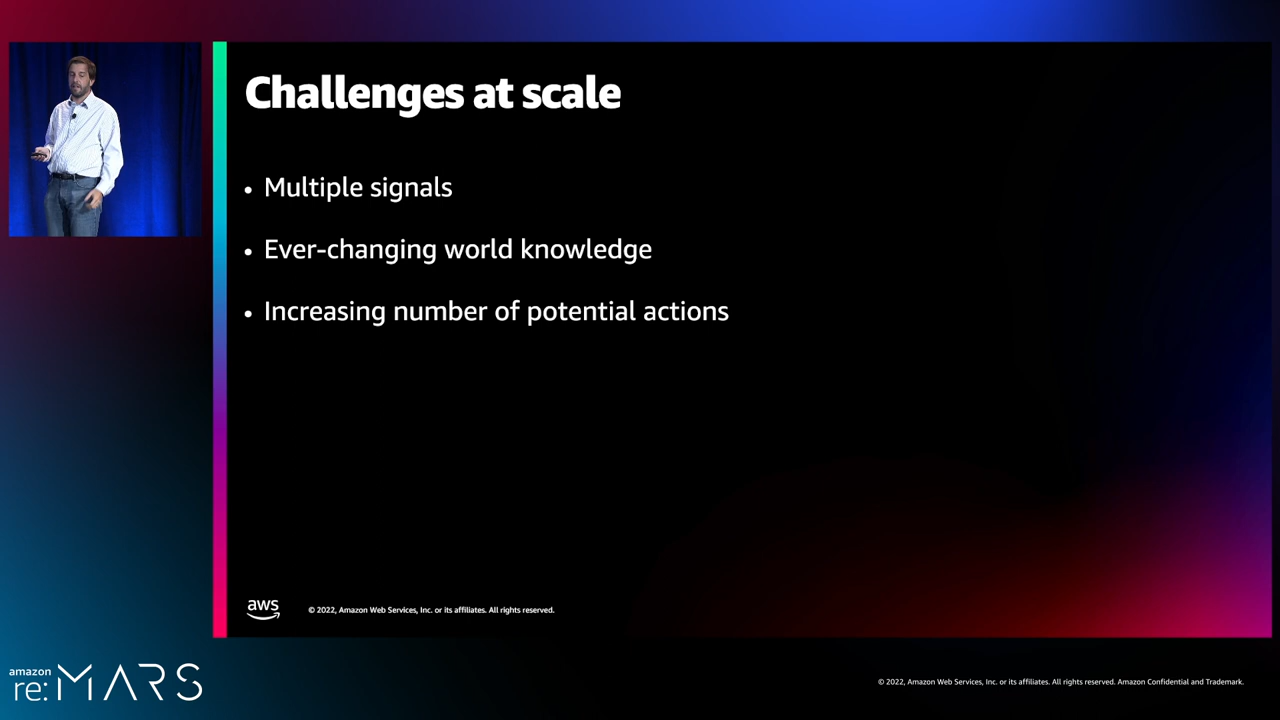 Challenges at scale
• Multiple signals
• Ever-changing world knowledge
• Increasing number of potential actions
aws
© 2022, Amazon Web Services, Inc. or its affiliates. All rights reserved.
amazon
re:MARS
© 2022, Amazon Web Services, Inc. or its affiliates. All rights reserved. Amazon Confidential and Trademark.